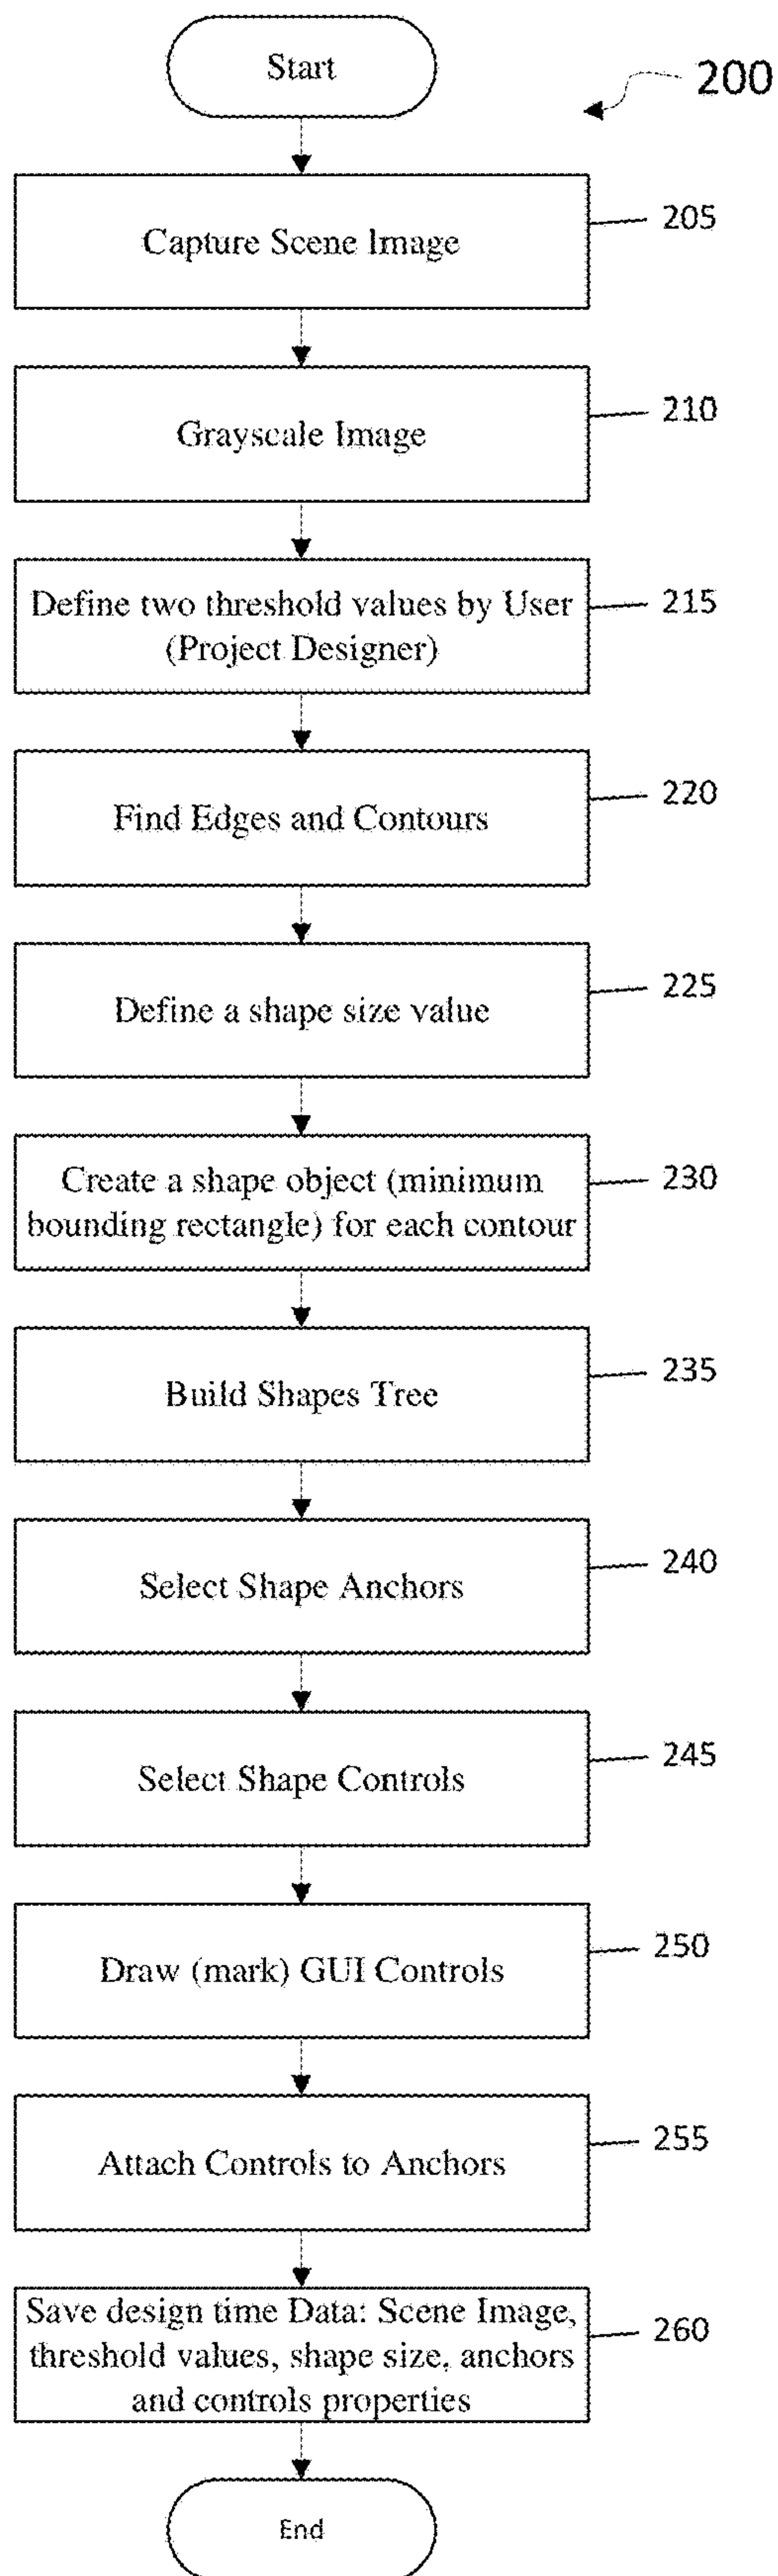 Start
200
Capture Scene Image
205
Grayscale Image
210
Define two threshold values by User
(Project Designer)
215
Find Edges and Contours
220
Define a shape size value
225
Create a shape object (minimum
bounding rectangle) for each contour
230
Build Shapes Tree
235
Select Shape Anchors
240
Select Shape Controls
245
Draw (mark) GUI Controls
250
Attach Controls to Anchors
255
Save design time Data: Scene Image,
threshold values, shape size, anchors
and controls properties
260
End